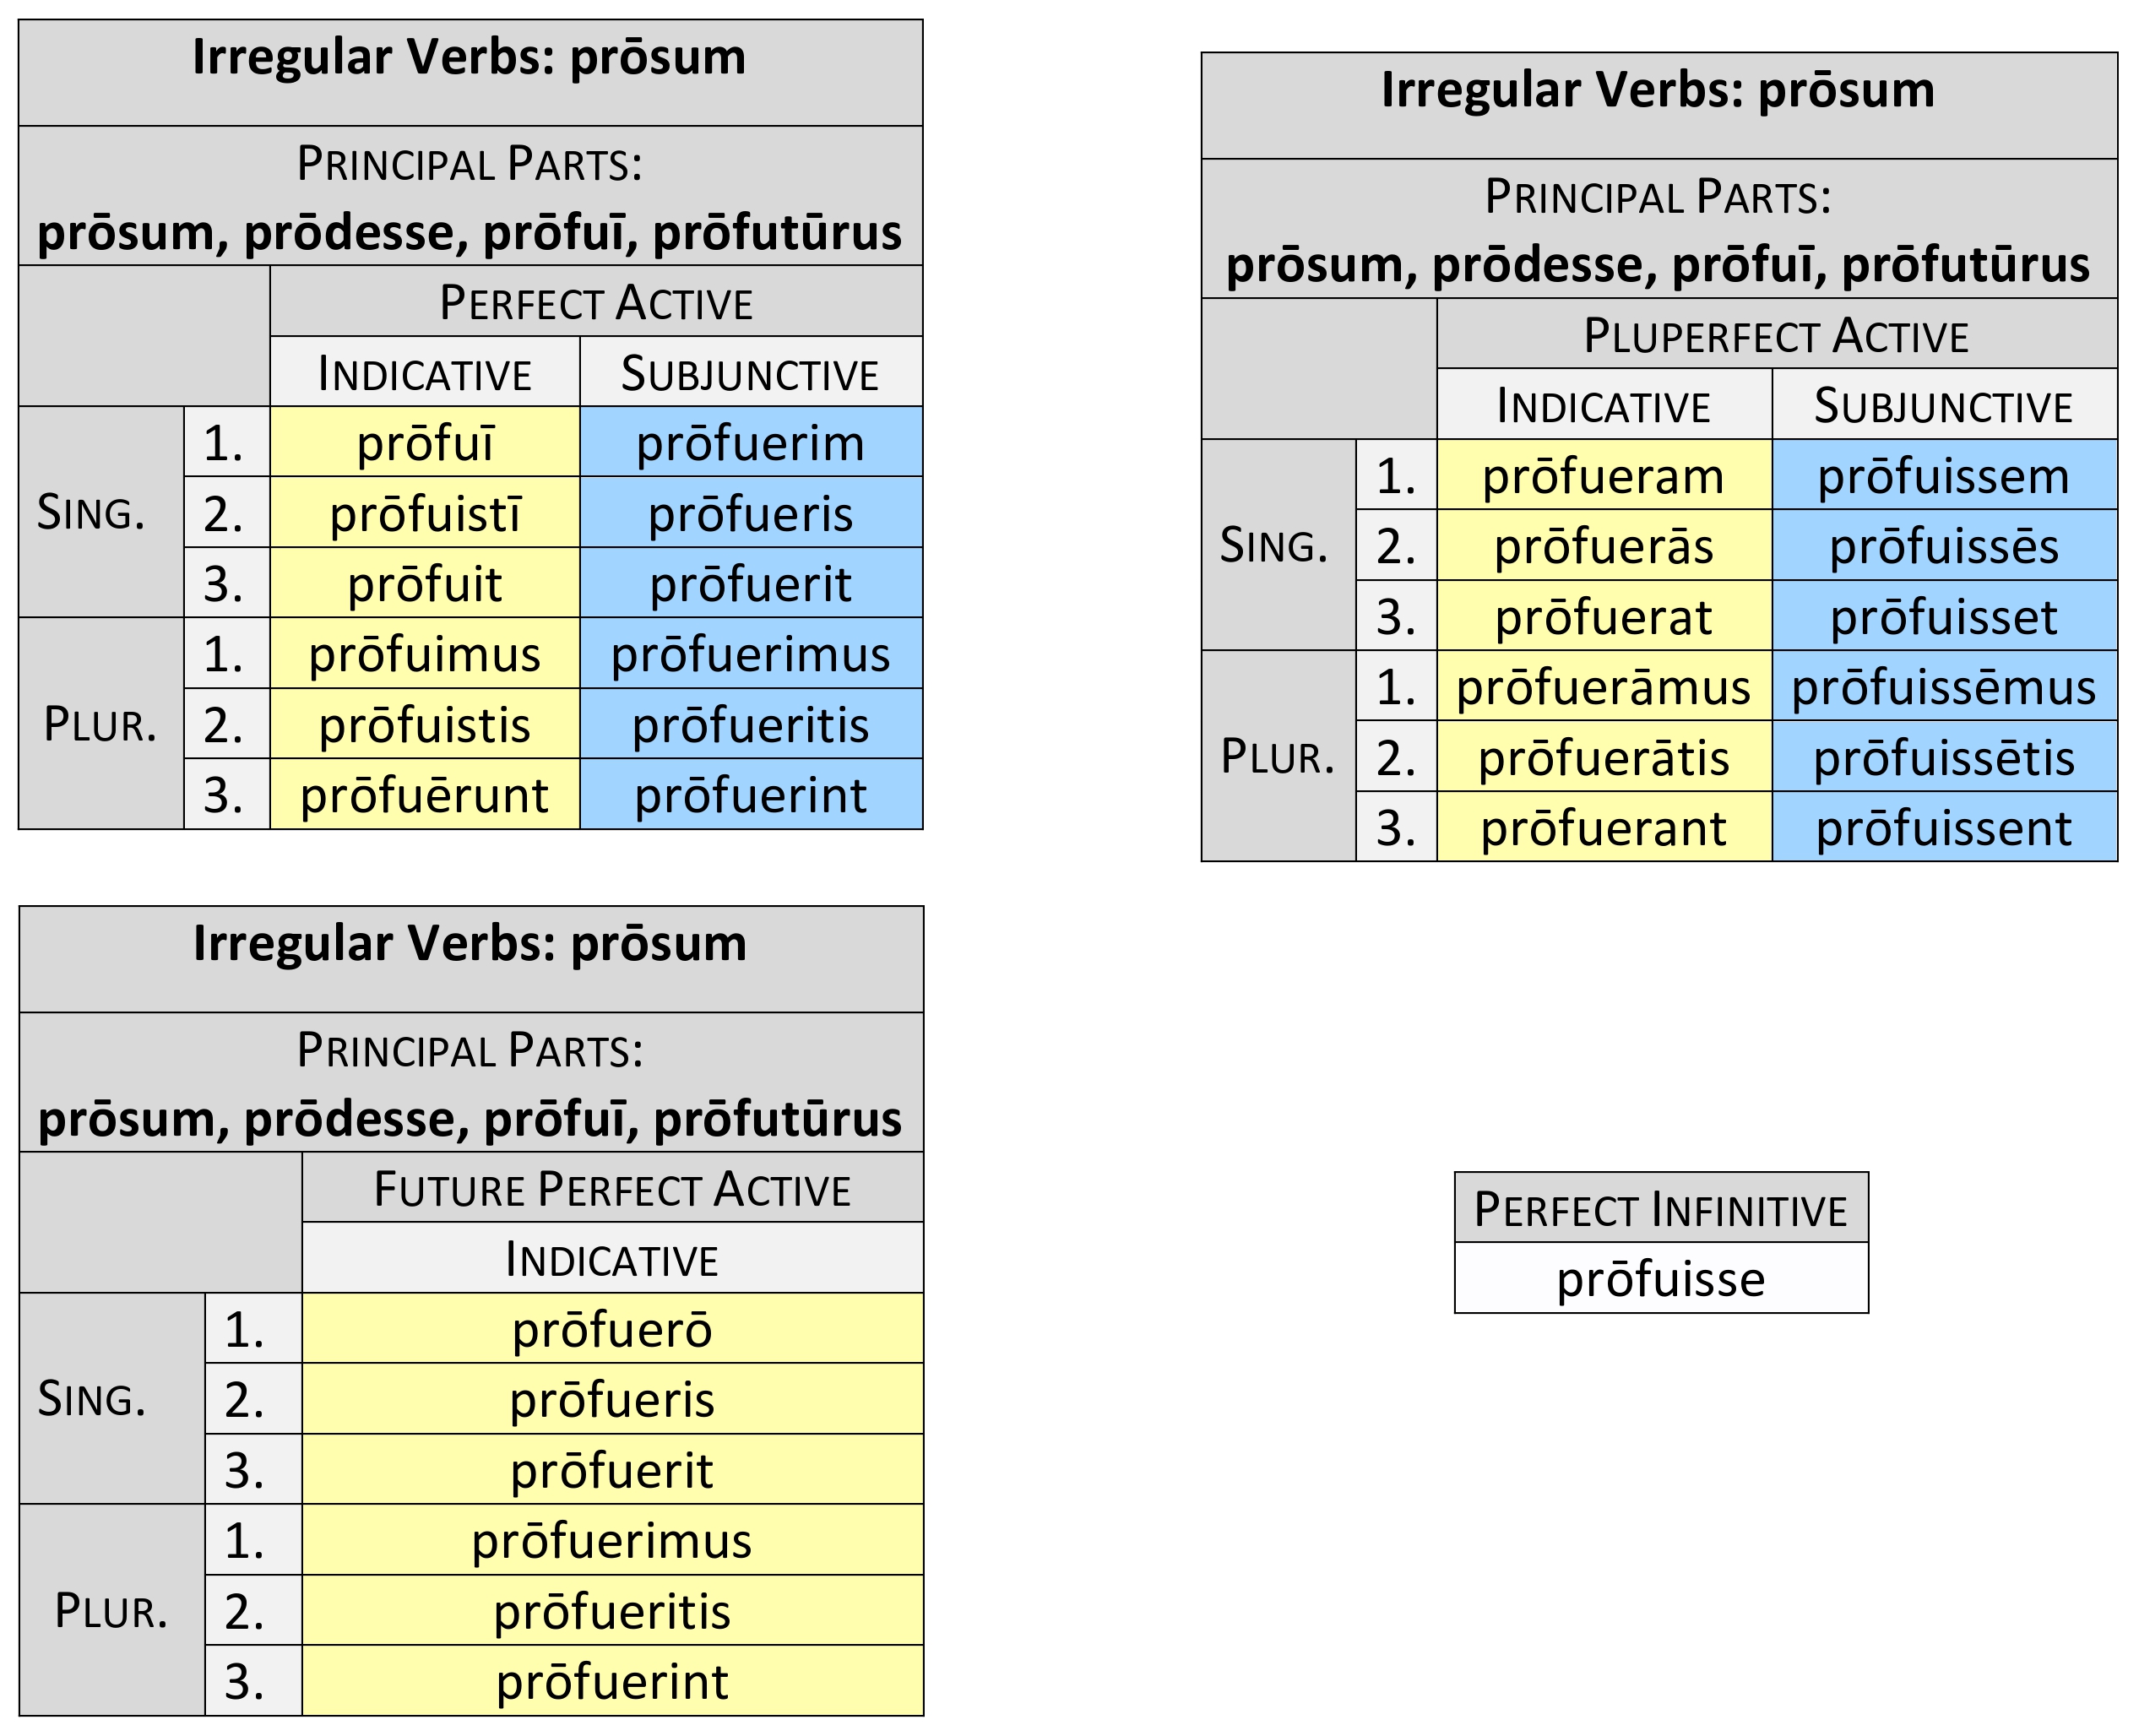 Irregular Verbs: prōsum
PRINCIPAL PARTS:
prōsum, prōdesse, prōfuī, prōfutūrus
PERFECT ACTIVE
INDICATIVE SUBJUNCTIVE
SING. 1. prōfuī prōfuerim
2. prōfuistī prōfueris
3. prōfuit prōfuerit
PLUR. 1. prōfuimus prōfuerimus
2. prōfuistis prōfueritis
3. prōfuērunt prōfuerint
Irregular Verbs: prōsum
PRINCIPAL PARTS:
prōsum, prōdesse, prōfuī, prōfutūrus
PLUPERFECT ACTIVE
INDICATIVE SUBJUNCTIVE
SING. 1. prōfueram prōfuissem
2. prōfuerās prōfuissēs
3. prōfuerat prōfuisset
PLUR. 1. prōfuerāmus prōfuissēmus
2. prōfuerātis prōfuissētis
3. prōfuerant prōfuissent
Irregular Verbs: prōsum
PRINCIPAL PARTS:
prōsum, prōdesse, prōfuī, prōfutūrus
FUTURE PERFECT ACTIVE
INDICATIVE
SING. 1. prōfuerō
2. prōfueris
3. prōfuerit
PLUR. 1. prōfuerimus
2. prōfueritis
3. prōfuerint
PERFECT INFINITIVE
prōfuisse